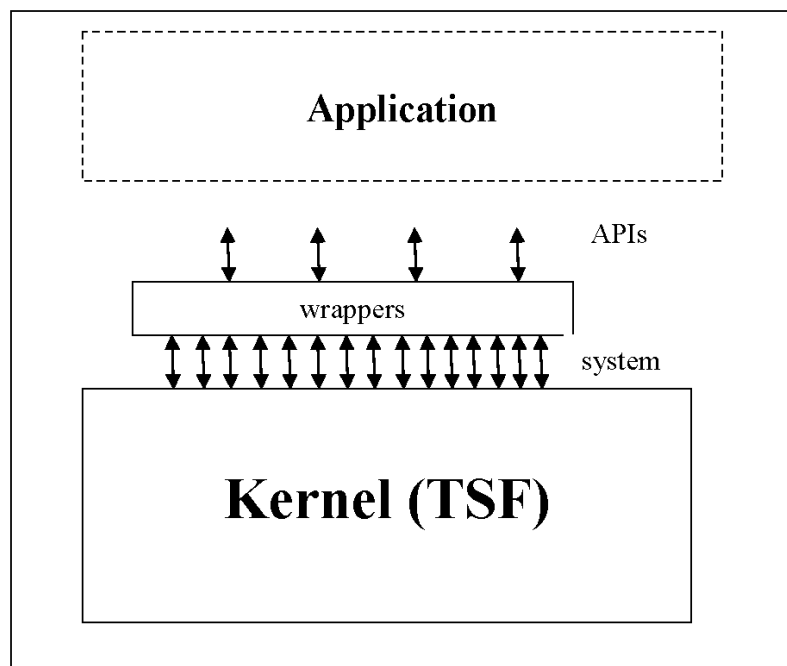 Application
APIs
wrappers
system
Kernel (TSF)